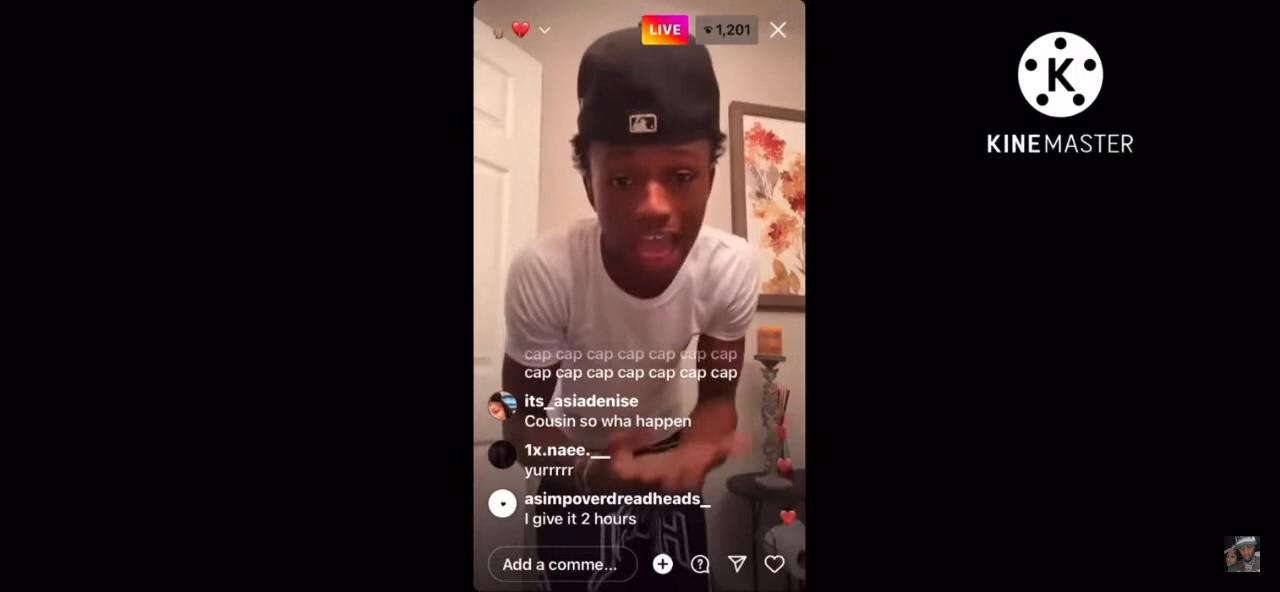 LIVE
1,201
K
KINEMASTER
cap cap cap cap cap cap cap
cap cap cap cap cap cap cap
its_asiadenise
Cousin so wha happen
1x.naee.__
yurrrrr
asimpoverdreadheads_
I give it 2 hours
Add a comme...